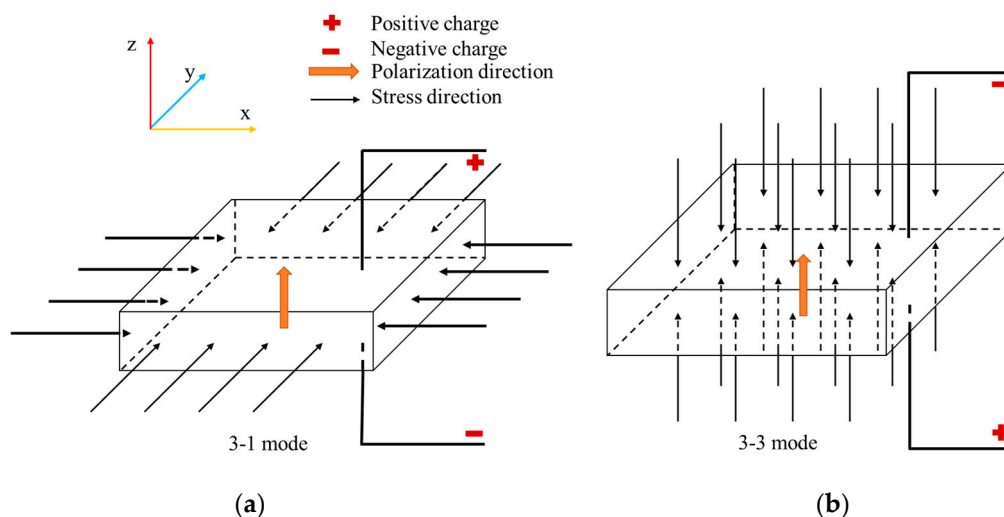 (a)
z
y
x
Positive charge
Negative charge
Polarization direction
Stress direction
3-1 mode
3-3 mode
(a)
(b)